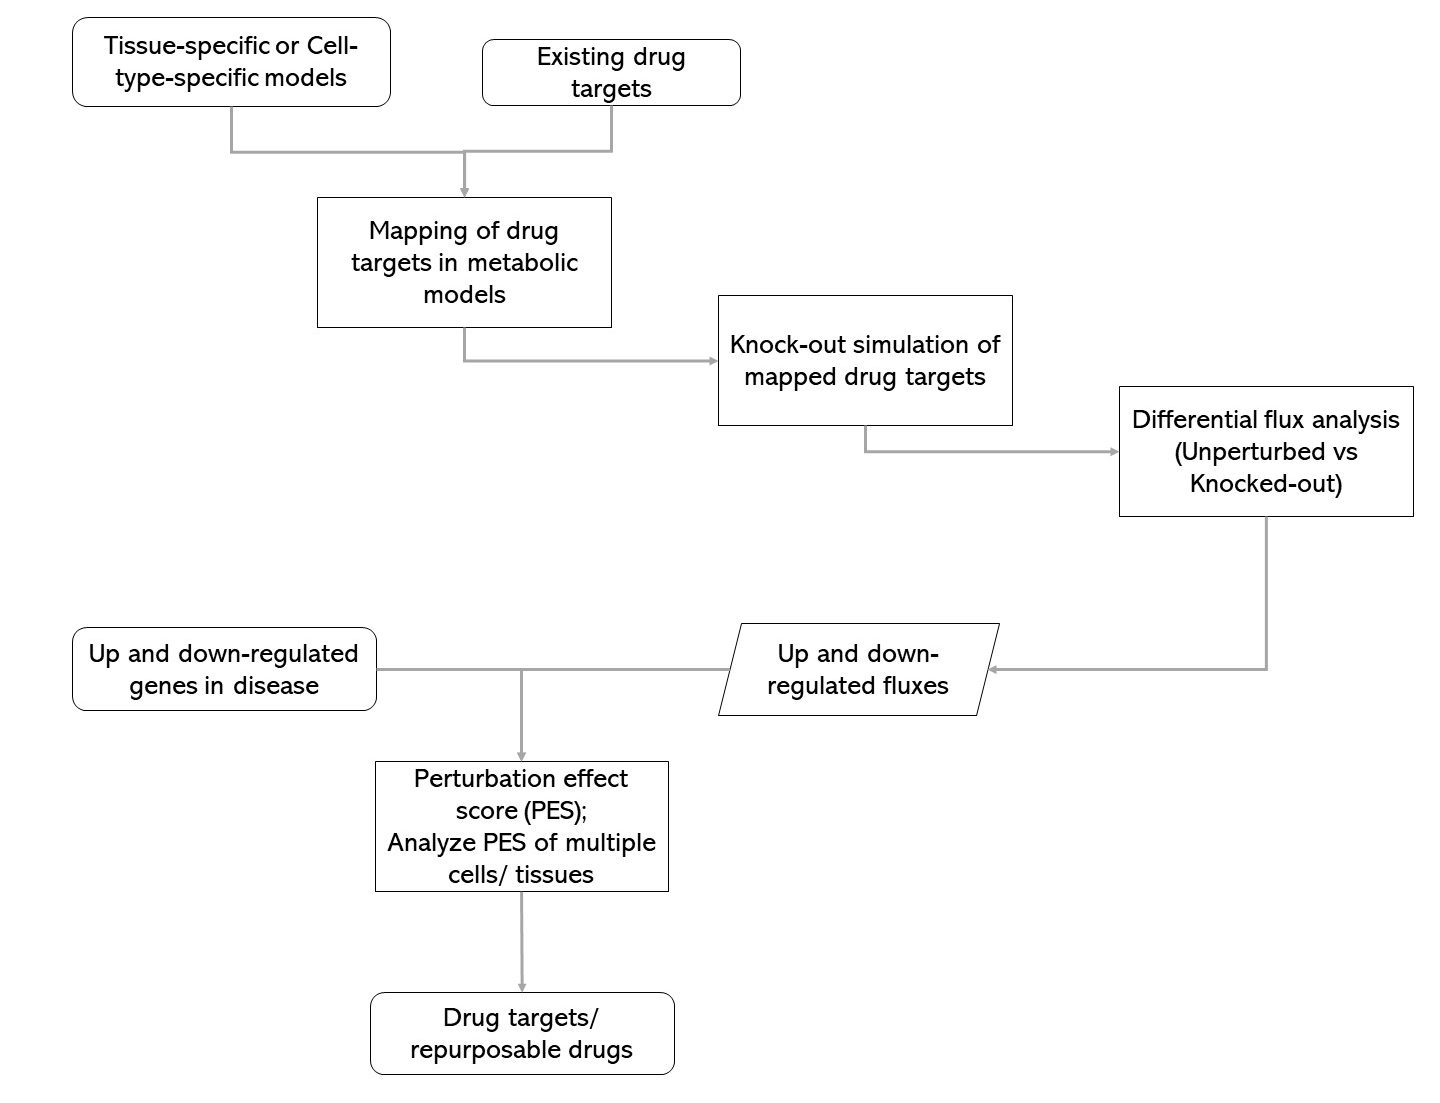 Tissue-specific or Cell-
type-specific models
Existing drug
targets
Mapping of drug
targets in metabolic
models
Knock-out simulation of
mapped drug targets
Differential flux analysis
(Unperturbed vs
Knocked-out)
Up and down-regulated
genes in disease
Up and down-
regulated fluxes
Perturbation effect
score (PES);
Analyze PES of multiple
cells/ tissues
Drug targets/
repurposable drugs